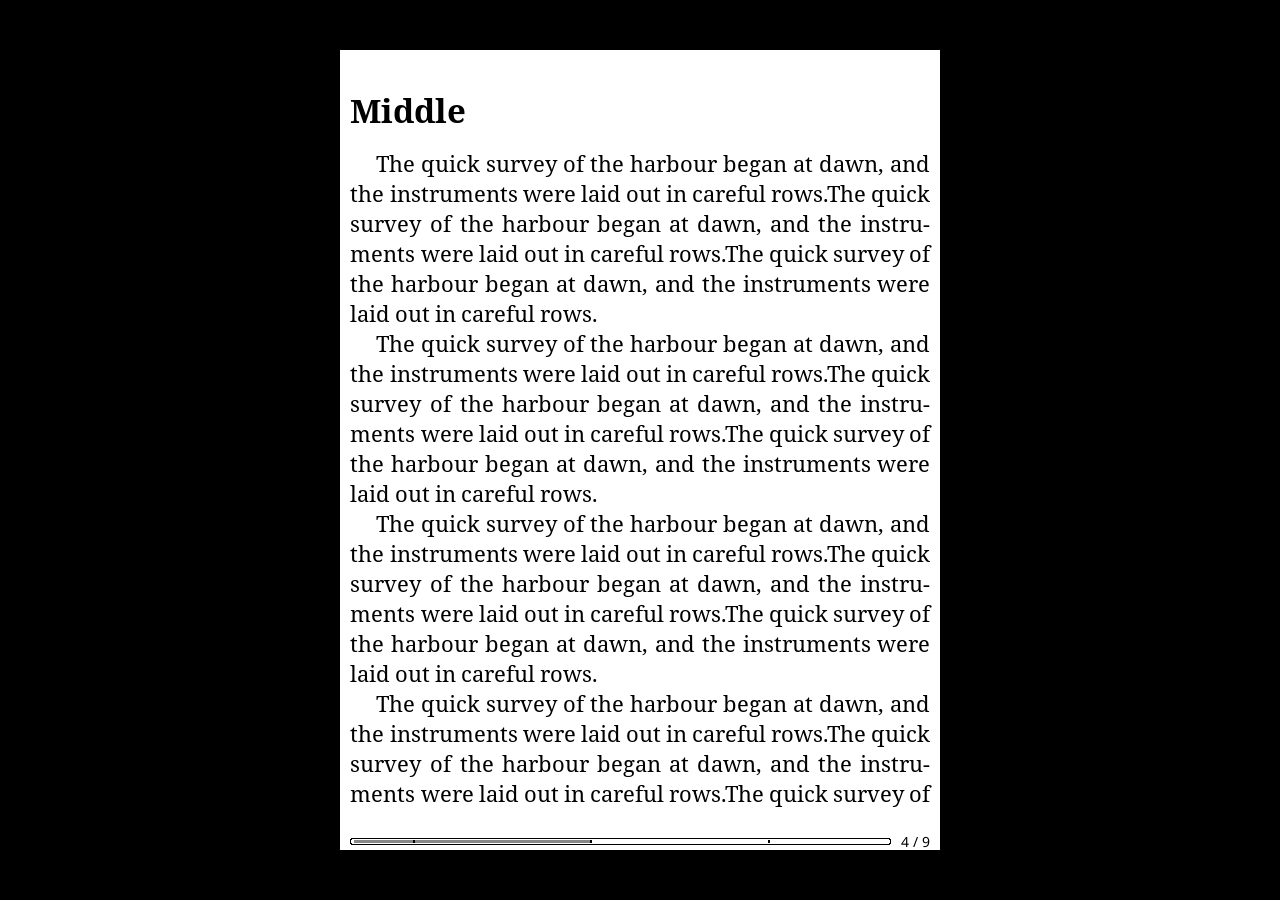 Middle
The quick survey of the harbour began at dawn, and
the instruments were laid out in careful rows.The quick
survey of the harbour began at dawn, and the instru-
ments were laid out in careful rows.The quick survey of
the harbour began at dawn, and the instruments were
laid out in careful rows.
The quick survey of the harbour began at dawn, and
the instruments were laid out in careful rows.The quick
survey of the harbour began at dawn, and the instru-
ments were laid out in careful rows.The quick survey of
the harbour began at dawn, and the instruments were
laid out in careful rows.
The quick survey of the harbour began at dawn, and
the instruments were laid out in careful rows.The quick
survey of the harbour began at dawn, and the instru-
ments were laid out in careful rows.The quick survey of
the harbour began at dawn, and the instruments were
laid out in careful rows.
The quick survey of the harbour began at dawn, and
the instruments were laid out in careful rows.The quick
survey of the harbour began at dawn, and the instru-
ments were laid out in careful rows.The quick survey of
4 / 9